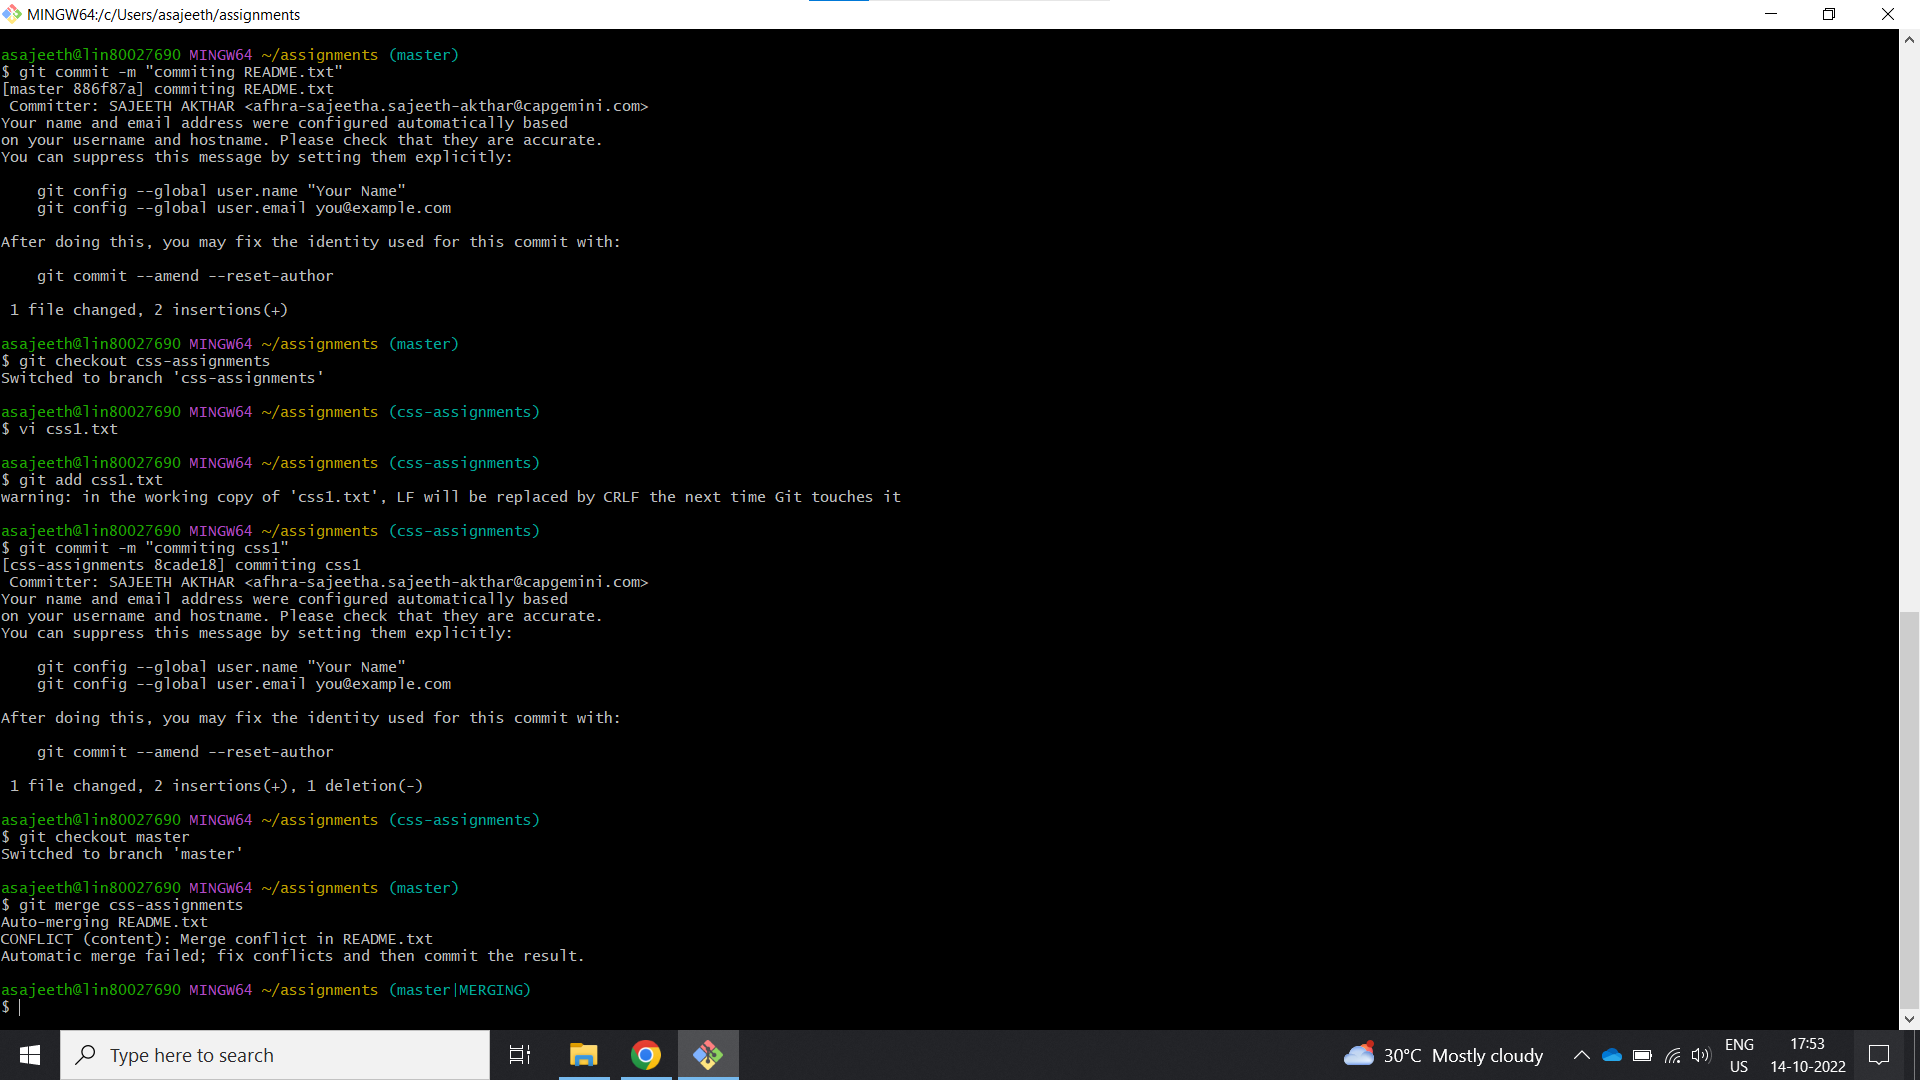 MINGW64:/c/Users/asajeeth/assignments
asajeeth@lin80027690 MINGW64 ~/assignments (master)
$ git commit -m "commiting README.txt"
[master 886f87a] commiting README.txt
 Committer: SAJEETH AKTHAR <afhra-sajeetha.sajeeth-akthar@capgemini.com>
Your name and email address were configured automatically based
on your username and hostname. Please check that they are accurate.
You can suppress this message by setting them explicitly:
    git config --global user.name "Your Name"
    git config --global user.email you@example.com
After doing this, you may fix the identity used for this commit with:
    git commit --amend --reset-author
 1 file changed, 2 insertions(+)
asajeeth@lin80027690 MINGW64 ~/assignments (master)
$ git checkout css-assignments
Switched to branch 'css-assignments'
asajeeth@lin80027690 MINGW64 ~/assignments (css-assignments)
$ vi css1.txt
asajeeth@lin80027690 MINGW64 ~/assignments (css-assignments)
$ git add css1.txt
warning: in the working copy of 'css1.txt', LF will be replaced by CRLF the next time Git touches it
asajeeth@lin80027690 MINGW64 ~/assignments (css-assignments)
$ git commit -m "commiting css1"
[css-assignments 8cade18] commiting css1
 Committer: SAJEETH AKTHAR <afhra-sajeetha.sajeeth-akthar@capgemini.com>
Your name and email address were configured automatically based
on your username and hostname. Please check that they are accurate.
You can suppress this message by setting them explicitly:
    git config --global user.name "Your Name"
    git config --global user.email you@example.com
After doing this, you may fix the identity used for this commit with:
    git commit --amend --reset-author
 1 file changed, 2 insertions(+), 1 deletion(-)
asajeeth@lin80027690 MINGW64 ~/assignments (css-assignments)
$ git checkout master
Switched to branch 'master'
asajeeth@lin80027690 MINGW64 ~/assignments (master)
$ git merge css-assignments
Auto-merging README.txt
CONFLICT (content): Merge conflict in README.txt
Automatic merge failed; fix conflicts and then commit the result.
asajeeth@lin80027690 MINGW64 ~/assignments (master|MERGING)
$
Type here to search
30°C Mostly cloudy
ENG
US
17:53
14-10-2022